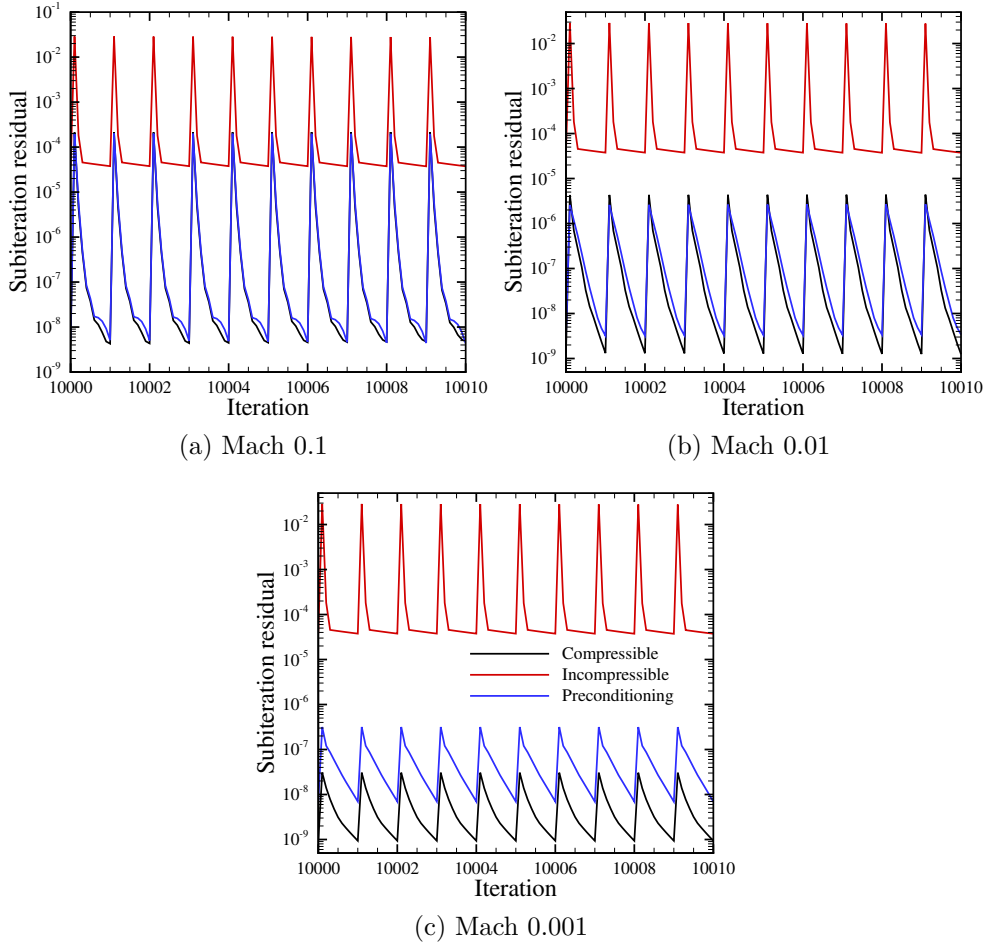 10^-1
10^-2
10^-3
10^-4
10^-5
10^-6
10^-7
10^-8
10^-9
Subiteration residual
10000 10002 10004 10006 10008 10010
Iteration
(a) Mach 0.1
10^-2
10^-3
10^-4
10^-5
10^-6
10^-7
10^-8
10^-9
Subiteration residual
10000 10002 10004 10006 10008 10010
Iteration
(b) Mach 0.01
10^-2
10^-3
10^-4
10^-5
10^-6
10^-7
10^-8
10^-9
Subiteration residual
Compressible
Incompressible
Preconditioning
10000 10002 10004 10006 10008 10010
Iteration
(c) Mach 0.001